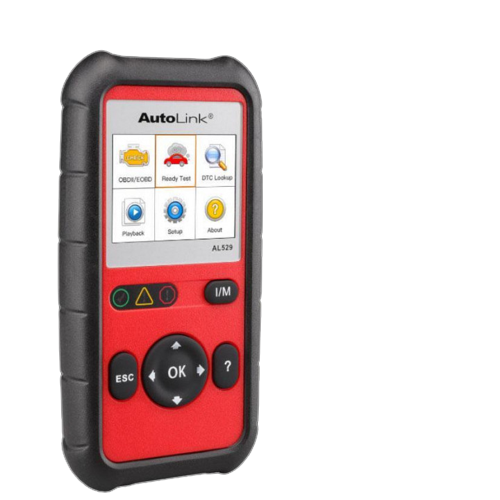 AutoLink®
CHECK
OBDII/EOBD Ready Test DTC Lookup
?
Playback Setup About
AL529
I/M
ESC OK ?